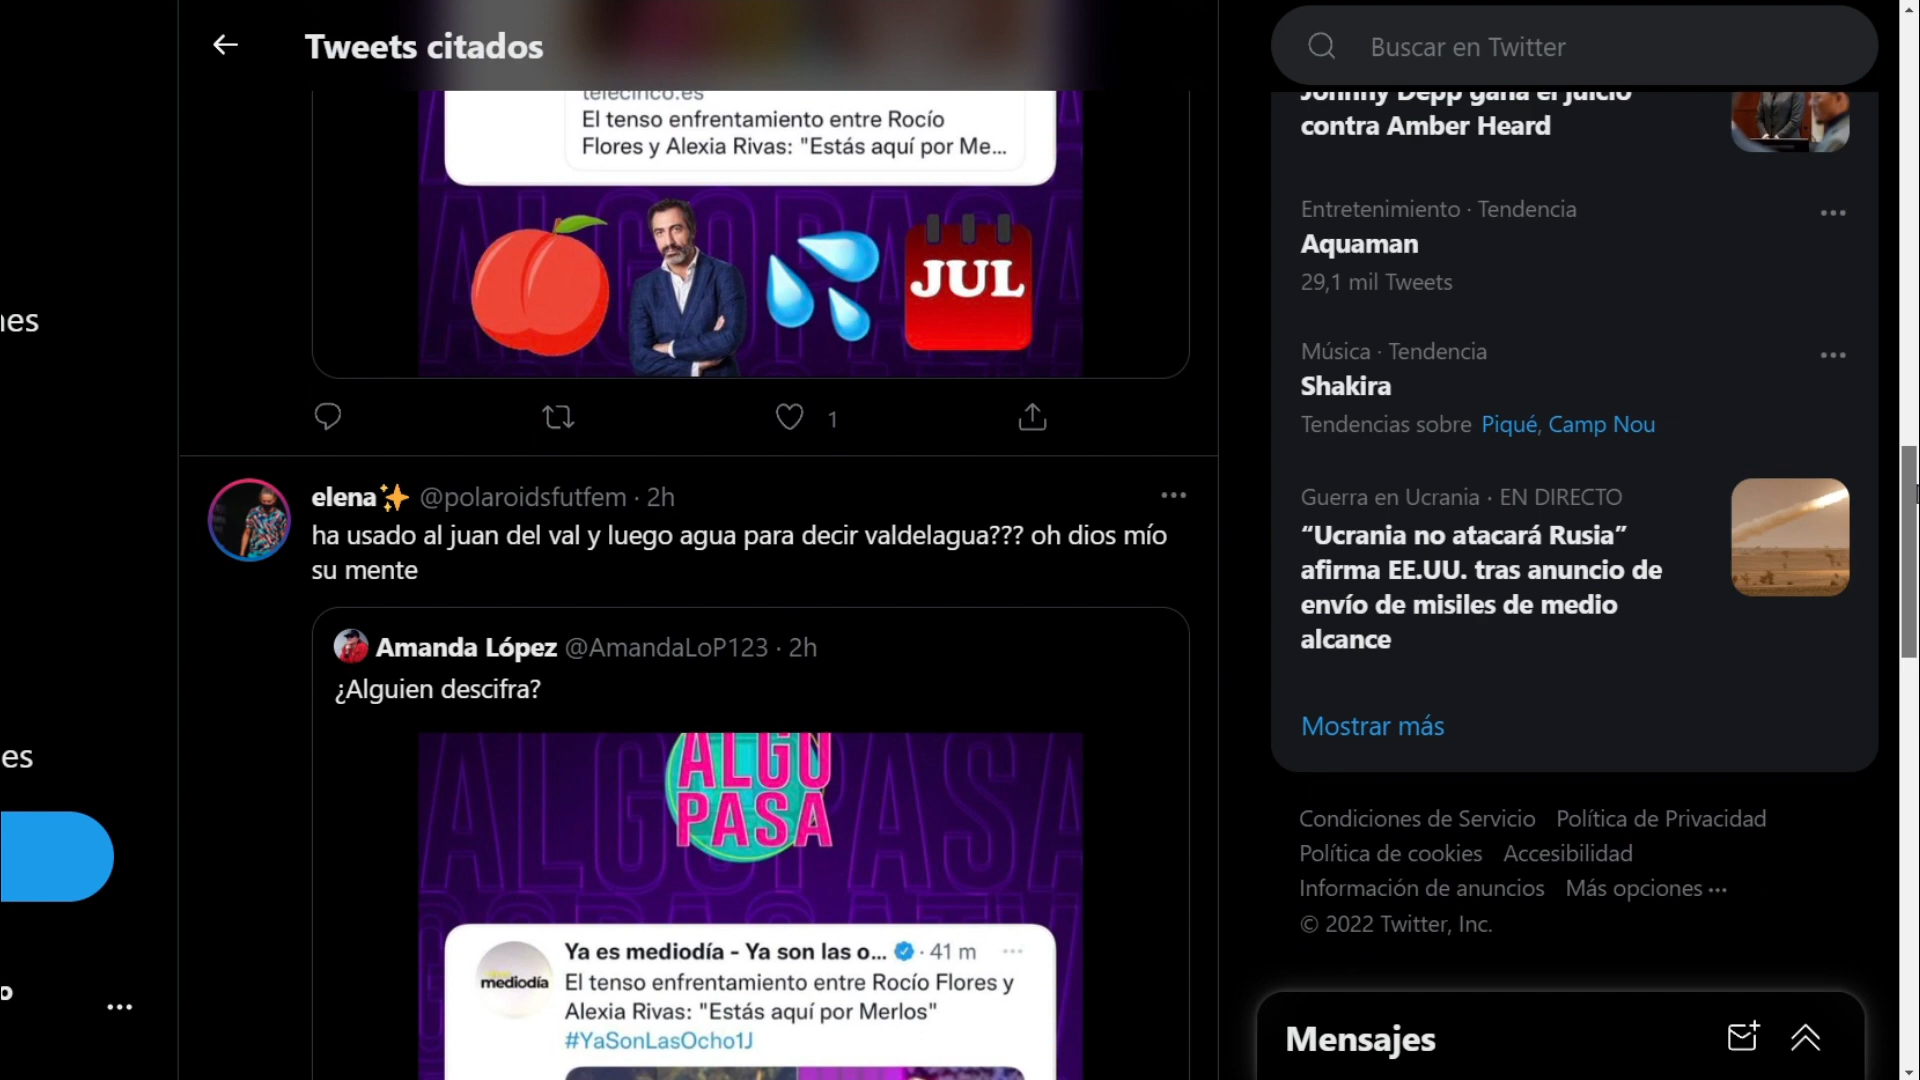 Tweets citados
telecinco.es
El tenso enfrentamiento entre Rocío
Flores y Alexia Rivas: "Estás aquí por Me...
JUL
1
elena✨ @polaroidsfutfem · 2h
ha usado al juan del val y luego agua para decir valdelagua??? oh dios mío
su mente
Amanda López @AmandaLoP123 · 2h
¿Alguien descifra?
ALGO
PASA
Ya es mediodía - Ya son las o... · 41 m
mediodía
El tenso enfrentamiento entre Rocío Flores y
Alexia Rivas: "Estás aquí por Merlos"
#YaSonLasOcho1J
nes
es
o
Buscar en Twitter
Johnny Depp gana el juicio
contra Amber Heard
Entretenimiento · Tendencia
Aquaman
29,1 mil Tweets
Música · Tendencia
Shakira
Tendencias sobre Piqué, Camp Nou
Guerra en Ucrania · EN DIRECTO
“Ucrania no atacará Rusia”
afirma EE.UU. tras anuncio de
envío de misiles de medio
alcance
Mostrar más
Condiciones de Servicio Política de Privacidad
Política de cookies Accesibilidad
Información de anuncios Más opciones ···
© 2022 Twitter, Inc.
Mensajes